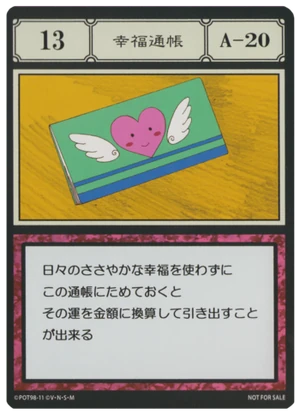 13 幸福通帳 A-20
日々のささやかな幸福を使わずに
この通帳にためておくと
その運を金額に換算して引き出すこと
が出来る
©POT98-11 ©V・N・S・M NOT FOR SALE